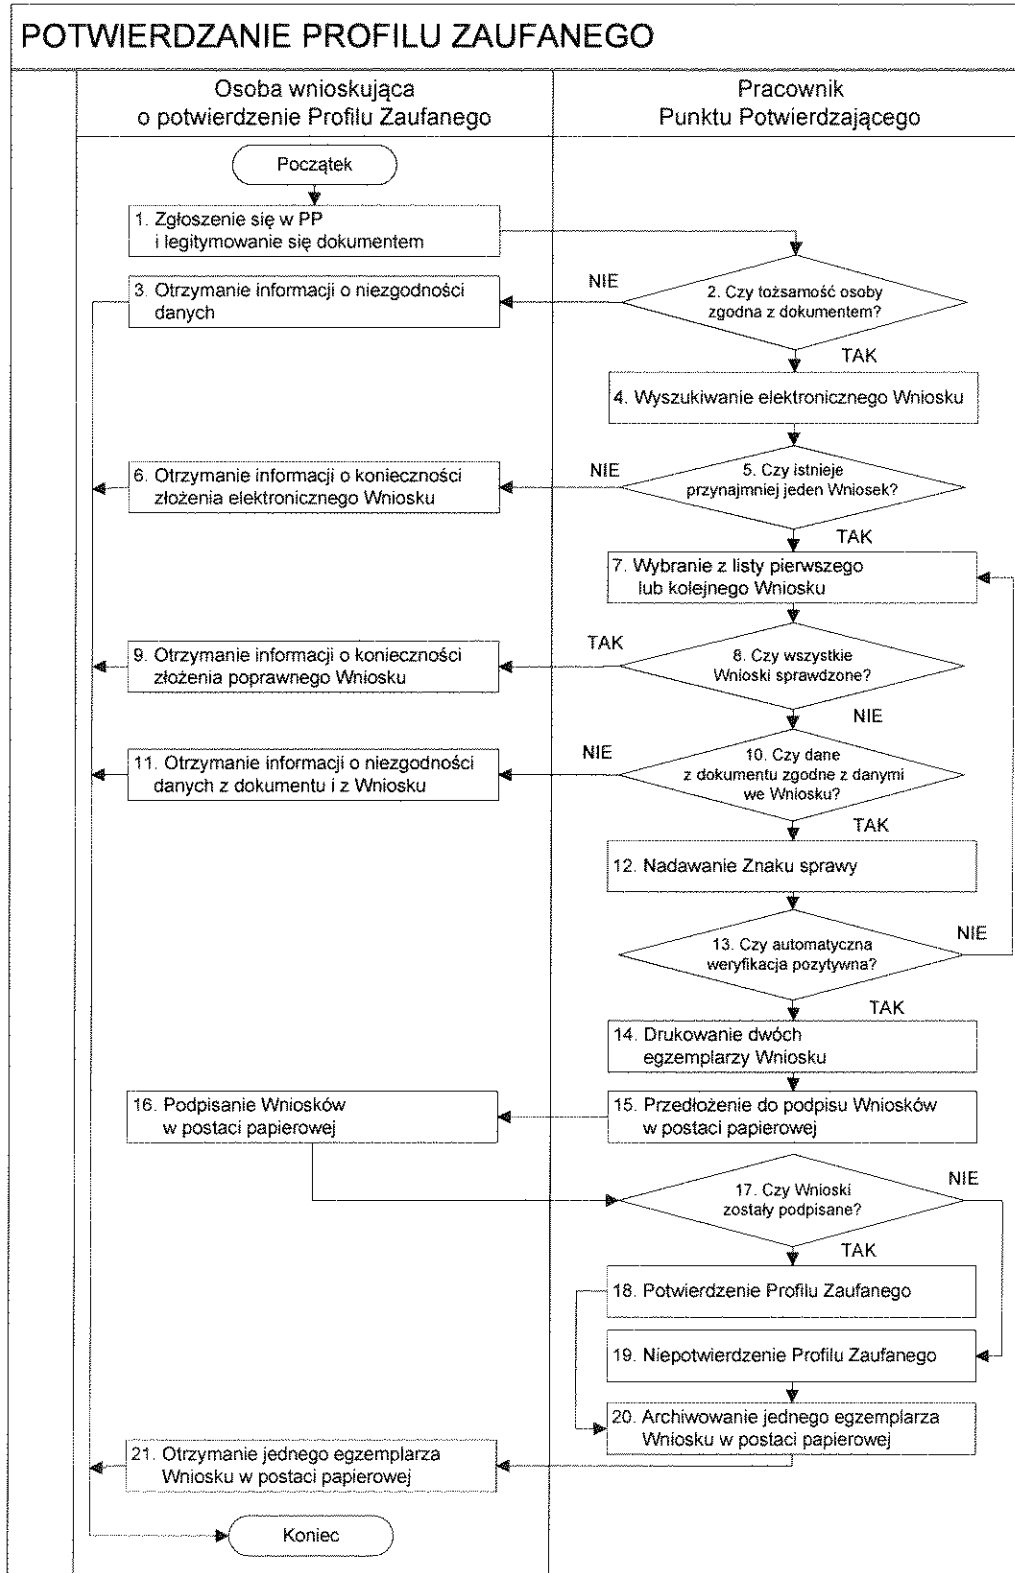 POTWIERDZANIE PROFILU ZAUFANEGO
Osoba wnioskująca
o potwierdzenie Profilu Zaufanego
Pracownik
Punktu Potwierdzającego
Początek
1. Zgłoszenie się w PP
i legitymowanie się dokumentem
2. Czy tożsamość osoby
zgodna z dokumentem?
NIE
TAK
3. Otrzymanie informacji o niezgodności
danych
4. Wyszukiwanie elektronicznego Wniosku
5. Czy istnieje
przynajmniej jeden Wniosek?
NIE
TAK
6. Otrzymanie informacji o konieczności
złożenia elektronicznego Wniosku
7. Wybranie z listy pierwszego
lub kolejnego Wniosku
8. Czy wszystkie
Wnioski sprawdzone?
TAK
NIE
9. Otrzymanie informacji o konieczności
złożenia poprawnego Wniosku
10. Czy dane
z dokumentu zgodne z danymi
we Wniosku?
NIE
TAK
11. Otrzymanie informacji o niezgodności
danych z dokumentu i z Wniosku
12. Nadawanie Znaku sprawy
13. Czy automatyczna
weryfikacja pozytywna?
NIE
TAK
14. Drukowanie dwóch
egzemplarzy Wniosku
15. Przedłożenie do podpisu Wniosków
w postaci papierowej
16. Podpisanie Wniosków
w postaci papierowej
17. Czy Wnioski
zostały podpisane?
NIE
TAK
18. Potwierdzenie Profilu Zaufanego
19. Niepotwierdzenie Profilu Zaufanego
20. Archiwowanie jednego egzemplarza
Wniosku w postaci papierowej
21. Otrzymanie jednego egzemplarza
Wniosku w postaci papierowej
Koniec